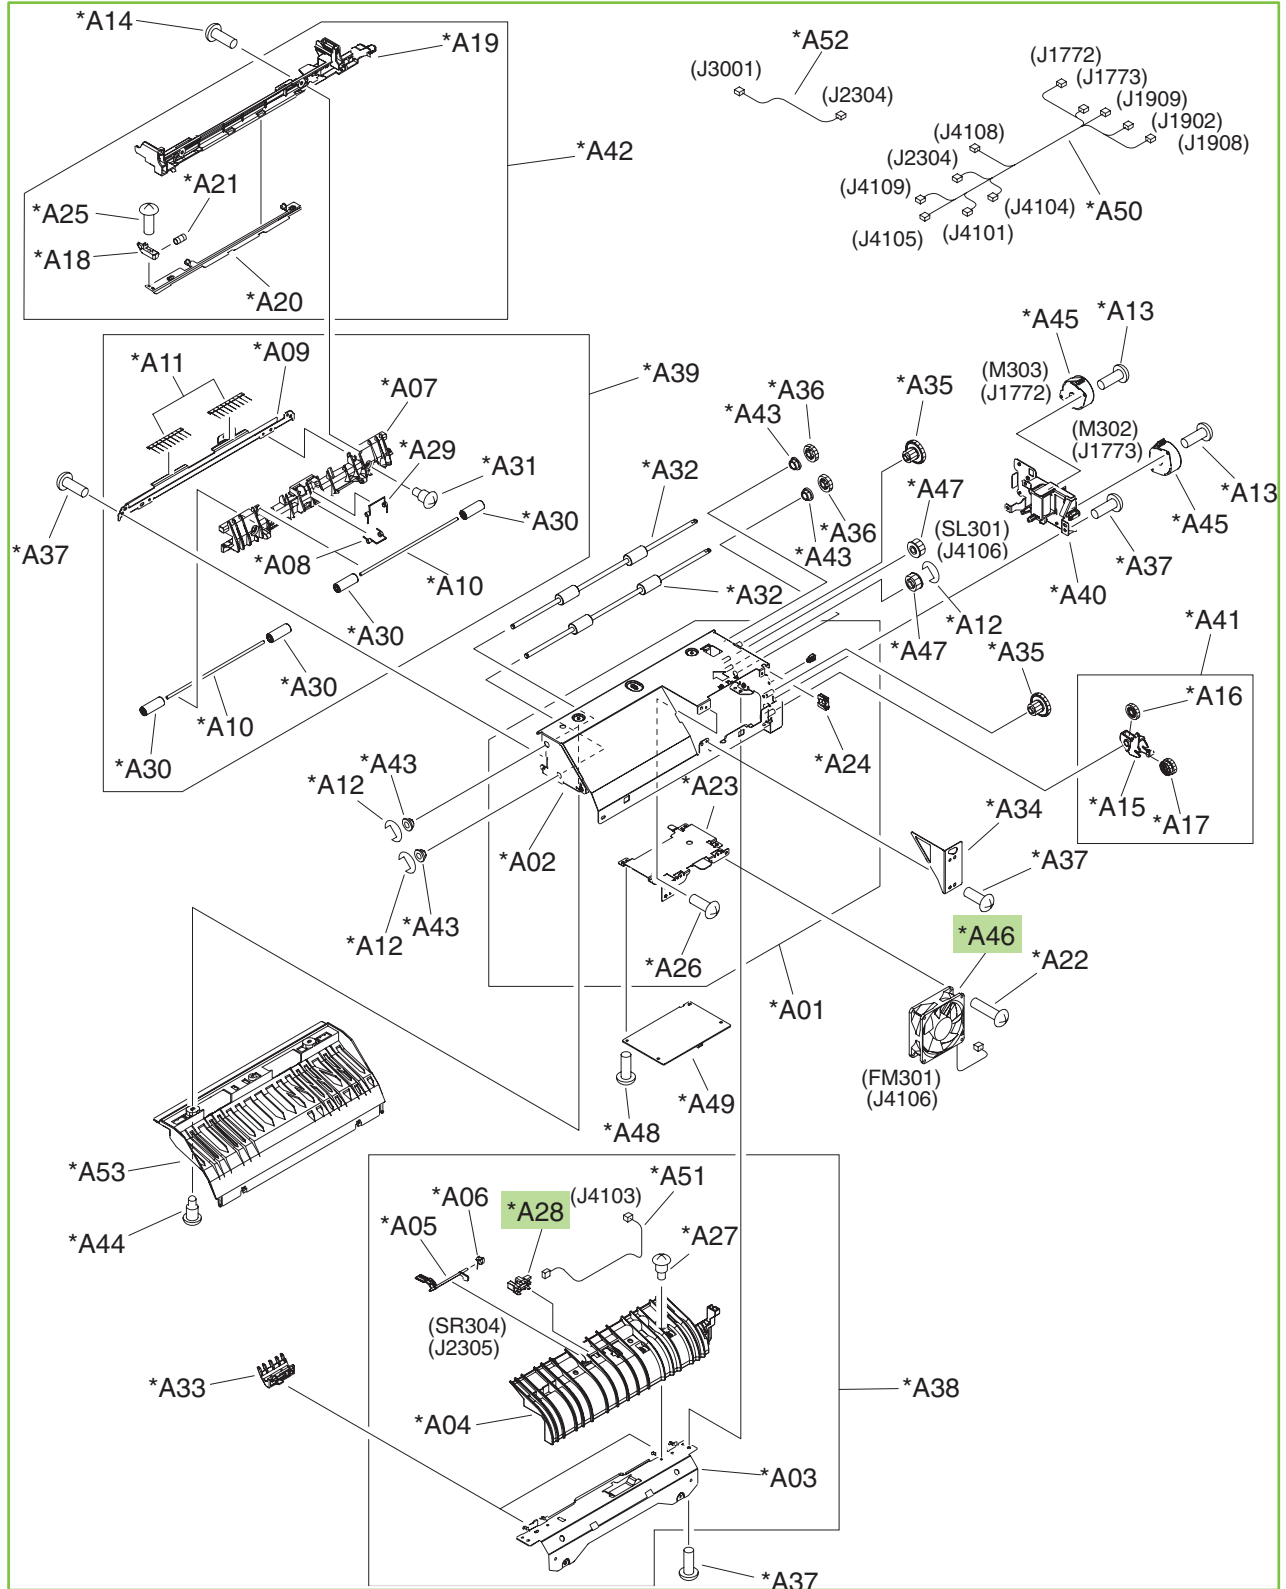 *A14
*A19
*A52
(J3001)
(J2304)
(J1772)
(J1773)
(J1909)
(J1902)
(J1908)
(J4108)
(J2304)
(J4109)
(J4104)
(J4105)
(J4101)
*A50
*A42
*A21
*A25
*A18
*A20
*A45
*A13
(M303)
(J1772)
(M302)
(J1773)
*A13
*A45
*A37
*A40
*A11
*A09
*A07
*A39
*A29
*A31
*A30
*A08
*A10
*A37
*A30
*A30
*A10
*A30
*A36
*A43
*A35
*A32
*A36
*A43
*A47
(SL301)
(J4106)
*A32
*A12
*A47
*A35
*A41
*A16
*A15
*A17
*A24
*A43
*A12
*A02
*A23
*A34
*A37
*A43
*A12
*A26
*A46
*A22
*A01
(FM301)
(J4106)
*A49
*A48
*A53
*A44
*A51
(J4103)
*A06
*A28
*A05
*A27
(SR304)
(J2305)
*A33
*A04
*A38
*A03
*A37